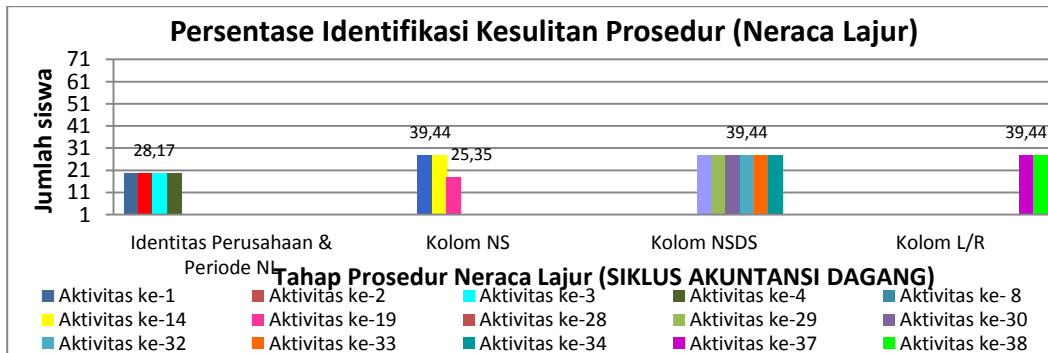 Persentase Identifikasi Kesulitan Prosedur (Neraca Lajur)
Jumlah siswa
71
61
51
41
31
21
11
1
28,17
39,44
25,35
39,44
39,44
Identitas Perusahaan & Periode NL
Kolom NS
Kolom NSDS
Kolom L/R
Tahap Prosedur Neraca Lajur (SIKLUS AKUNTANSI DAGANG)
Aktivitas ke-1
Aktivitas ke-2
Aktivitas ke-3
Aktivitas ke-4
Aktivitas ke- 8
Aktivitas ke-14
Aktivitas ke-19
Aktivitas ke-28
Aktivitas ke-29
Aktivitas ke-30
Aktivitas ke-32
Aktivitas ke-33
Aktivitas ke-34
Aktivitas ke-37
Aktivitas ke-38